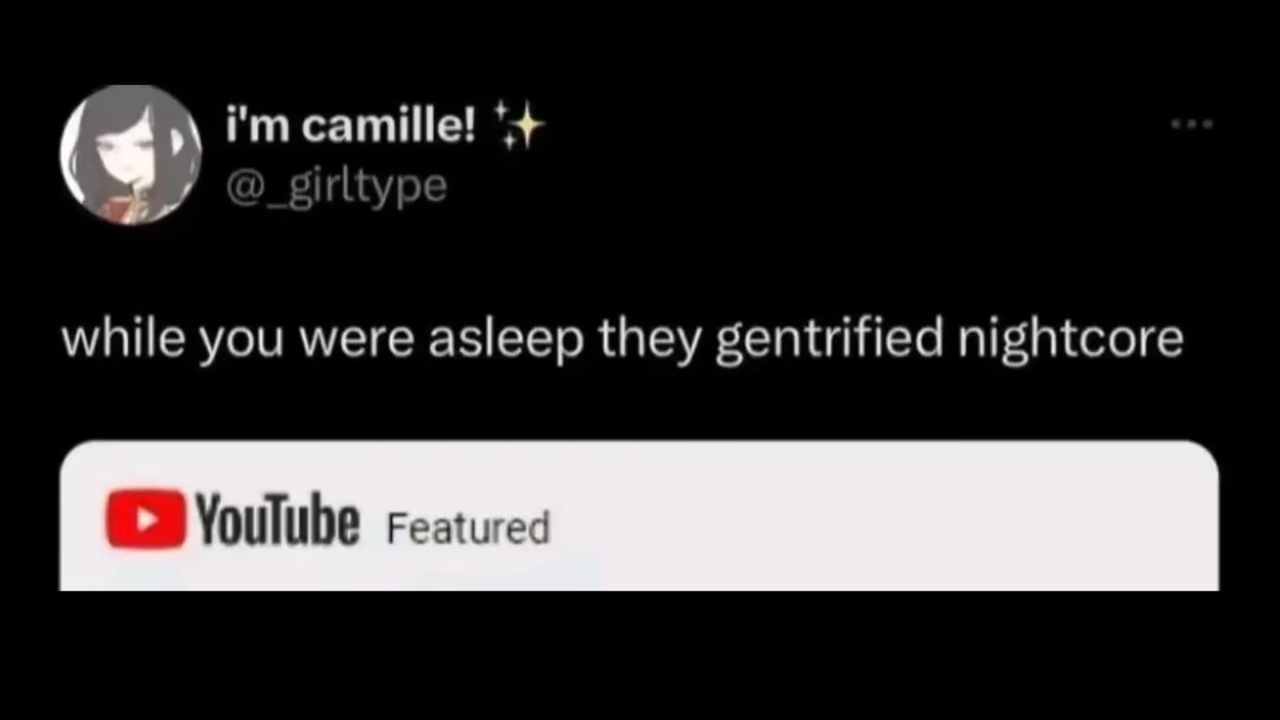 i'm camille! ✨
@_girltype
while you were asleep they gentrified nightcore
YouTube Featured